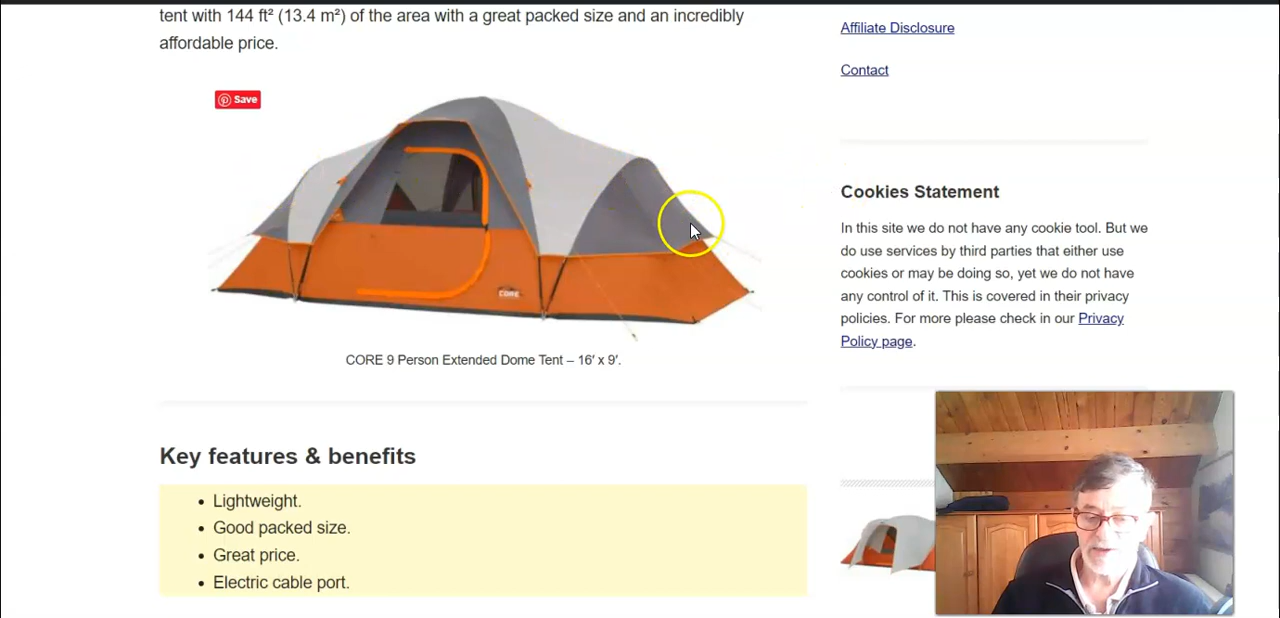 tent with 144 ft² (13.4 m²) of the area with a great packed size and an incredibly
affordable price.
Save
CORE
CORE 9 Person Extended Dome Tent – 16′ x 9′.
Key features & benefits
• Lightweight.
• Good packed size.
• Great price.
• Electric cable port.
Affiliate Disclosure
Contact
Cookies Statement
In this site we do not have any cookie tool. But we
do use services by third parties that either use
cookies or may be doing so, yet we do not have
any control of it. This is covered in their privacy
policies. For more please check in our Privacy
Policy page.